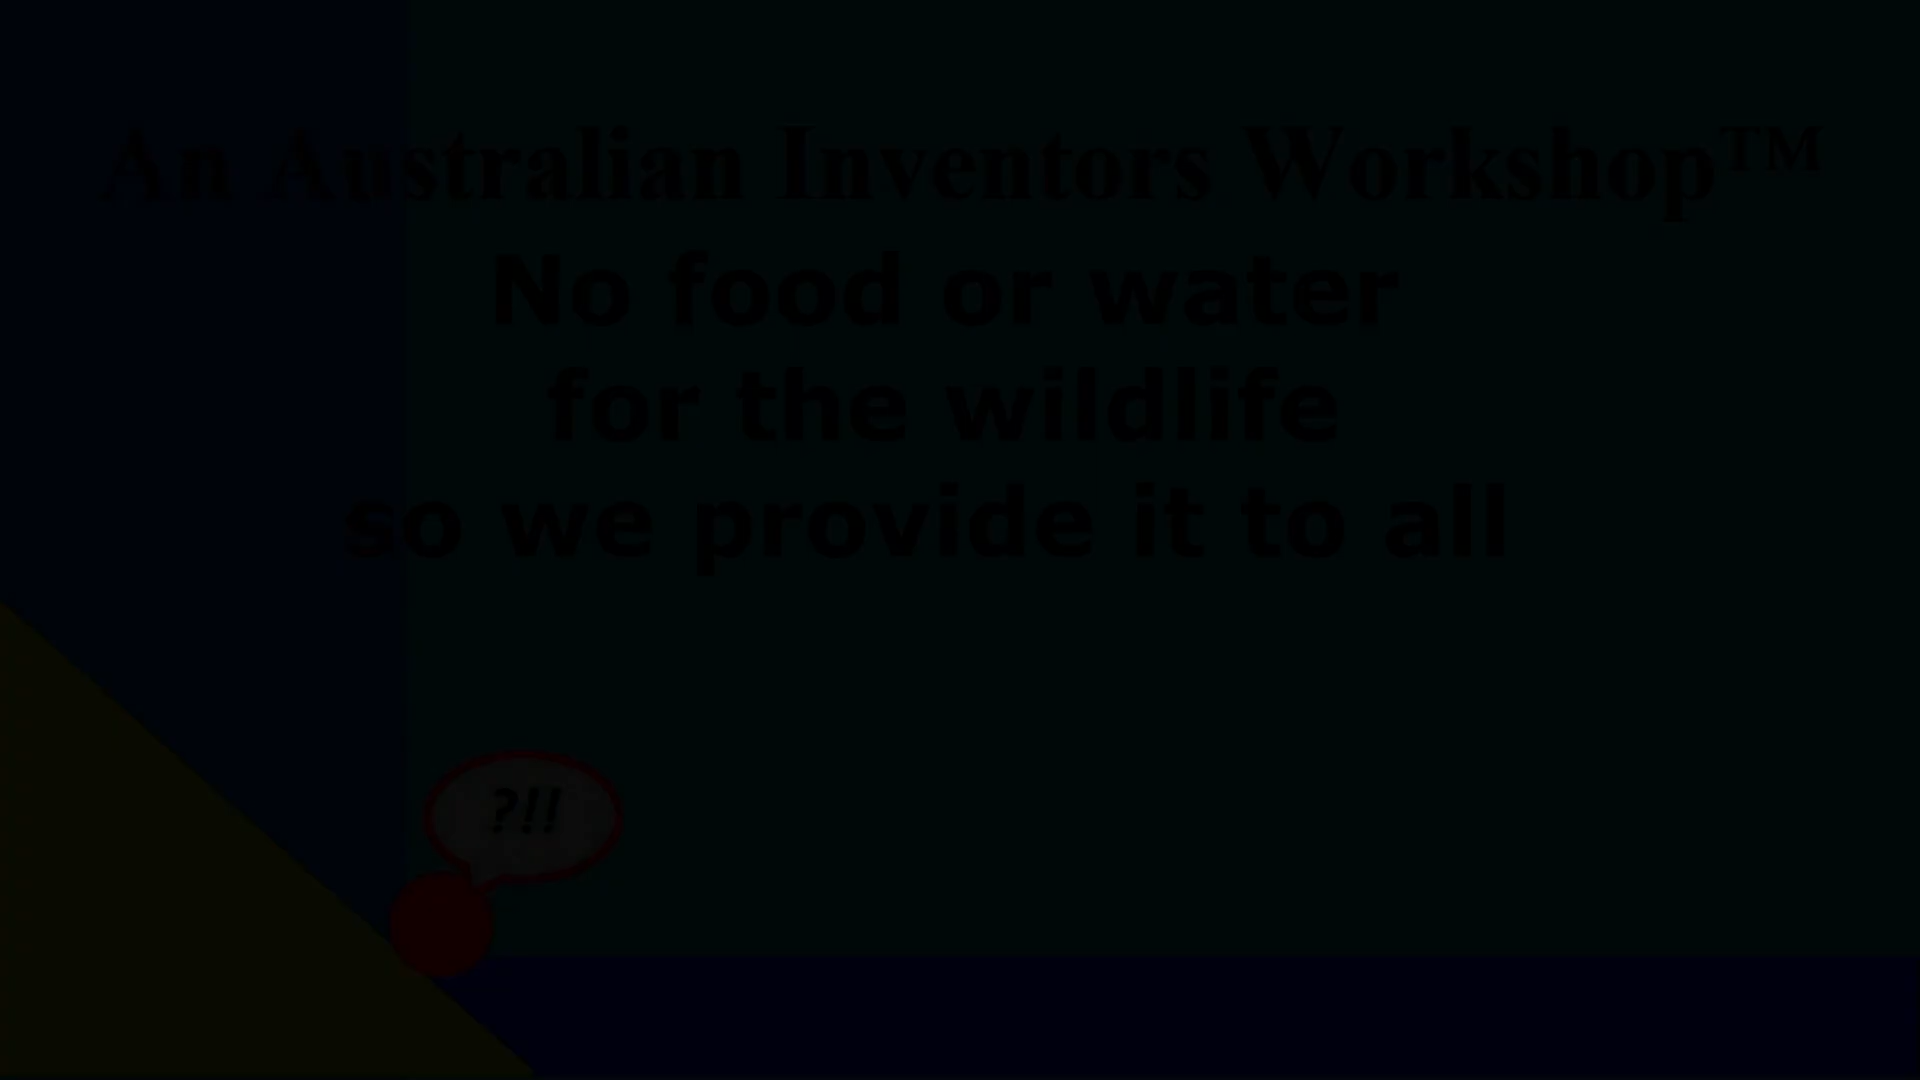 An Australian Inventors Workshop™
No food or water
for the wildlife
so we provide it to all
?!!